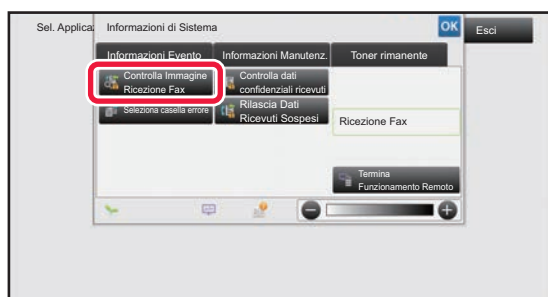 Sel. Applica
Informazioni di Sistema
OK
Esci
Informazioni Evento
Informazioni Manutenz.
Toner rimanente
Controlla Immagine
Ricezione Fax
Controlla dati
confidenziali ricevuti
Seleziona casella errore
Rilascia Dati
Ricevuti Sospesi
Ricezione Fax
Termina
Funzionamento Remoto